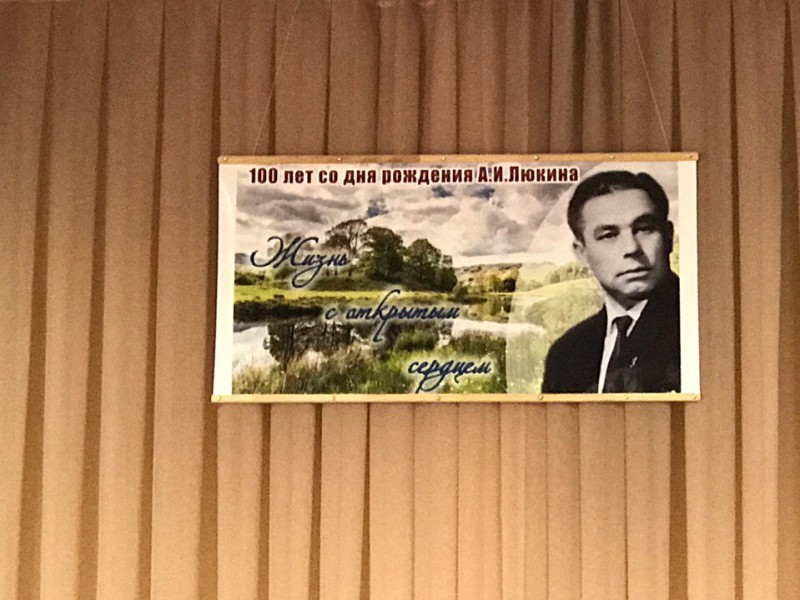 100 лет со дня рождения А.И.Люкина
Жизнь
с открытым
сердцем